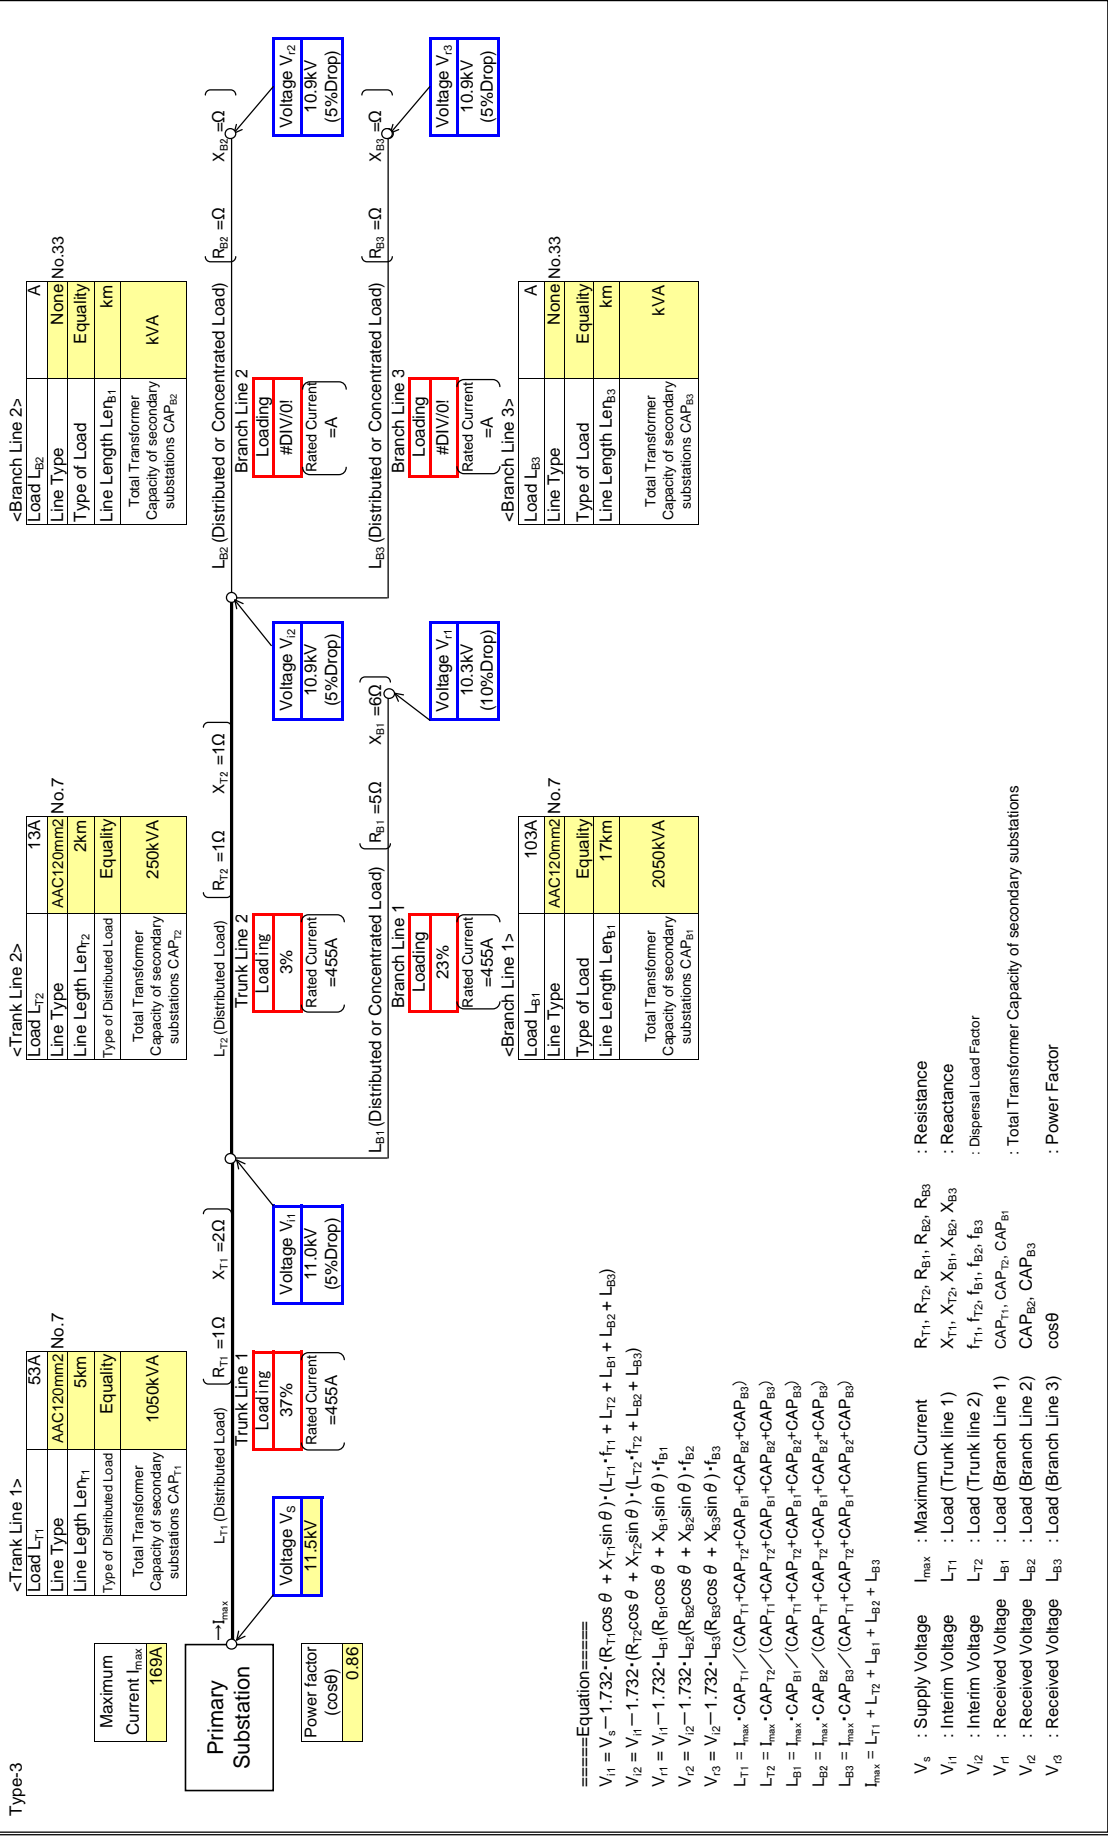 Type-3
Maximum
Current Imax
169A
Primary
Substation
Power factor
(cosθ)
0.86
→Imax
Voltage VS
11.5kV
<Trank Line 1>
Load LT1 53A
Line Type AAC120mm2 No.7
Line Length LenT1 5km
Type of Distributed Load Equality
Total Transformer
Capacity of secondary
substations CAPT1
1050kVA
LT1 (Distributed Load) RT1 =1Ω XT1 =2Ω
Trunk Line 1
Loading
37%
Rated Current
=455A
Voltage Vi1
11.0kV
(5%Drop)
<Trank Line 2>
Load LT2 13A
Line Type AAC120mm2 No.7
Line Legth LenT2 2km
Type of Distributed Load Equality
Total Transformer
Capacity of secondary
substations CAPT2
250kVA
LT2 (Distributed Load) RT2 =1Ω XT2 =1Ω
Trunk Line 2
Loading
3%
Rated Current
=455A
Voltage Vi2
10.9kV
(5%Drop)
LB1 (Distributed or Concentrated Load) RB1 =5Ω XB1 =6Ω
Branch Line 1
Loading
23%
Rated Current
=455A
Voltage Vr1
10.3kV
(10%Drop)
<Branch Line 1>
Load LB1 103A
Line Type AAC120mm2 No.7
Type of Load Equality
Line Length LenB1 17km
Total Transformer
Capacity of secondary
substations CAPB1
2050kVA
<Branch Line 2>
Load LB2 A
Line Type None No.33
Type of Load Equality
Line Length LenB1 km
Total Transformer
Capacity of secondary
substations CAPB2
kVA
LB2 (Distributed or Concentrated Load) RB2 =Ω XB2 =Ω
Branch Line 2
Loading
#DIV/0!
Rated Current
=A
Voltage Vr2
10.9kV
(5%Drop)
LB3 (Distributed or Concentrated Load) RB3 =Ω XB3 =Ω
Branch Line 3
Loading
#DIV/0!
Rated Current
=A
Voltage Vr3
10.9kV
(5%Drop)
<Branch Line 3>
Load LB3 A
Line Type None No.33
Type of Load Equality
Line Length LenB3 km
Total Transformer
Capacity of secondary
substations CAPB3
kVA
=====Equation=====
Vi1 = Vs－1.732・(RT1cos θ + XT1sin θ)・(LT1・fT1 + LT2 + LB1 + LB2 + LB3)
Vi2 = Vi1－1.732・(RT2cos θ + XT2sin θ)・(LT2・fT2 + LB2 + LB3)
Vr1 = Vi1－1.732・LB1(RB1cos θ + XB1sin θ)・fB1
Vr2 = Vi2－1.732・LB2(RB2cos θ + XB2sin θ)・fB2
Vr3 = Vi2－1.732・LB3(RB3cos θ + XB3sin θ)・fB3
LT1 = Imax・CAPT1／(CAPT1+CAPT2+CAPB1+CAPB2+CAPB3)
LT2 = Imax・CAPT2／(CAPT1+CAPT2+CAPB1+CAPB2+CAPB3)
LB1 = Imax・CAPB1／(CAPT1+CAPT2+CAPB1+CAPB2+CAPB3)
LB2 = Imax・CAPB2／(CAPT1+CAPT2+CAPB1+CAPB2+CAPB3)
LB3 = Imax・CAPB3／(CAPT1+CAPT2+CAPB1+CAPB2+CAPB3)
Imax = LT1 + LT2 + LB1 + LB2 + LB3
Vs : Supply Voltage Imax : Maximum Current RT1, RT2, RB1, RB2, RB3 : Resistance
Vi1 : Interim Voltage LT1 : Load (Trunk line 1) XT1, XT2, XB1, XB2, XB3 : Reactance
Vi2 : Interim Voltage LT2 : Load (Trunk line 2) fT1, fT2, fB1, fB2, fB3 : Dispersal Load Factor
Vr1 : Received Voltage LB1 : Load (Branch Line 1) CAPT1, CAPT2, CAPB1 : Total Transformer Capacity of secondary substations
Vr2 : Received Voltage LB2 : Load (Branch Line 2) CAPB2, CAPB3
Vr3 : Received Voltage LB3 : Load (Branch Line 3) cosθ : Power Factor